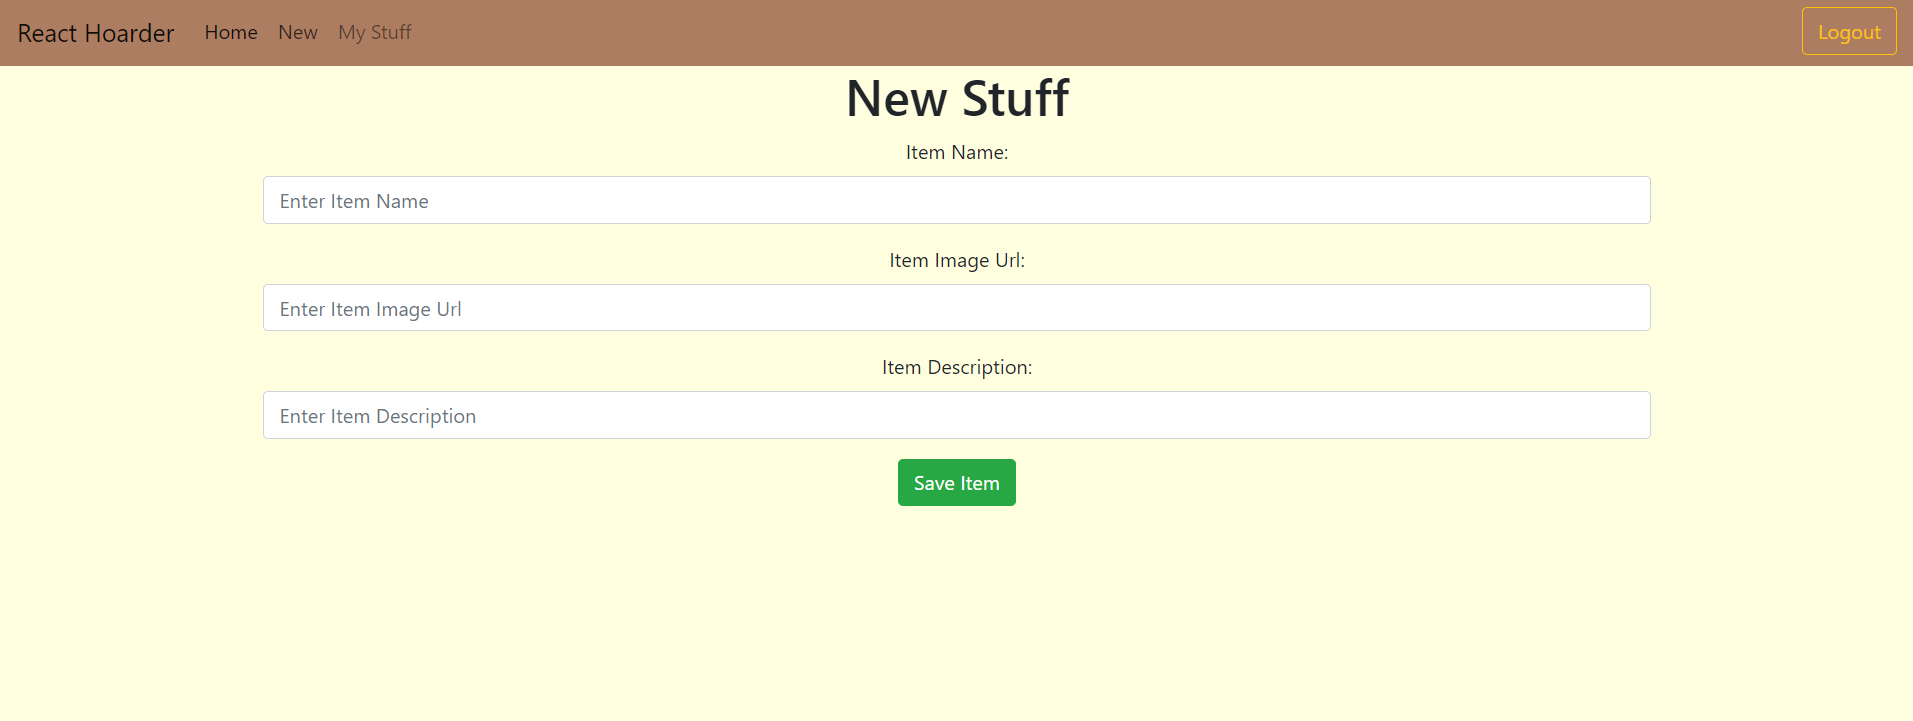 React Hoarder Home New My Stuff Logout
New Stuff
Item Name:
Enter Item Name
Item Image Url:
Enter Item Image Url
Item Description:
Enter Item Description
Save Item